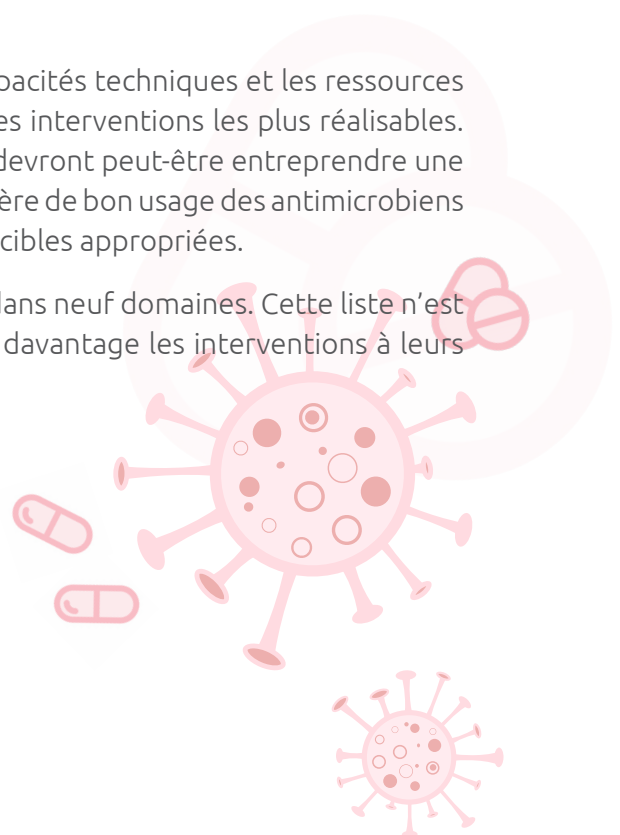 pacités techniques et les ressources
es interventions les plus réalisables.
devront peut-être entreprendre une
ère de bon usage des antimicrobiens
cibles appropriées.
dans neuf domaines. Cette liste n’est
davantage les interventions à leurs